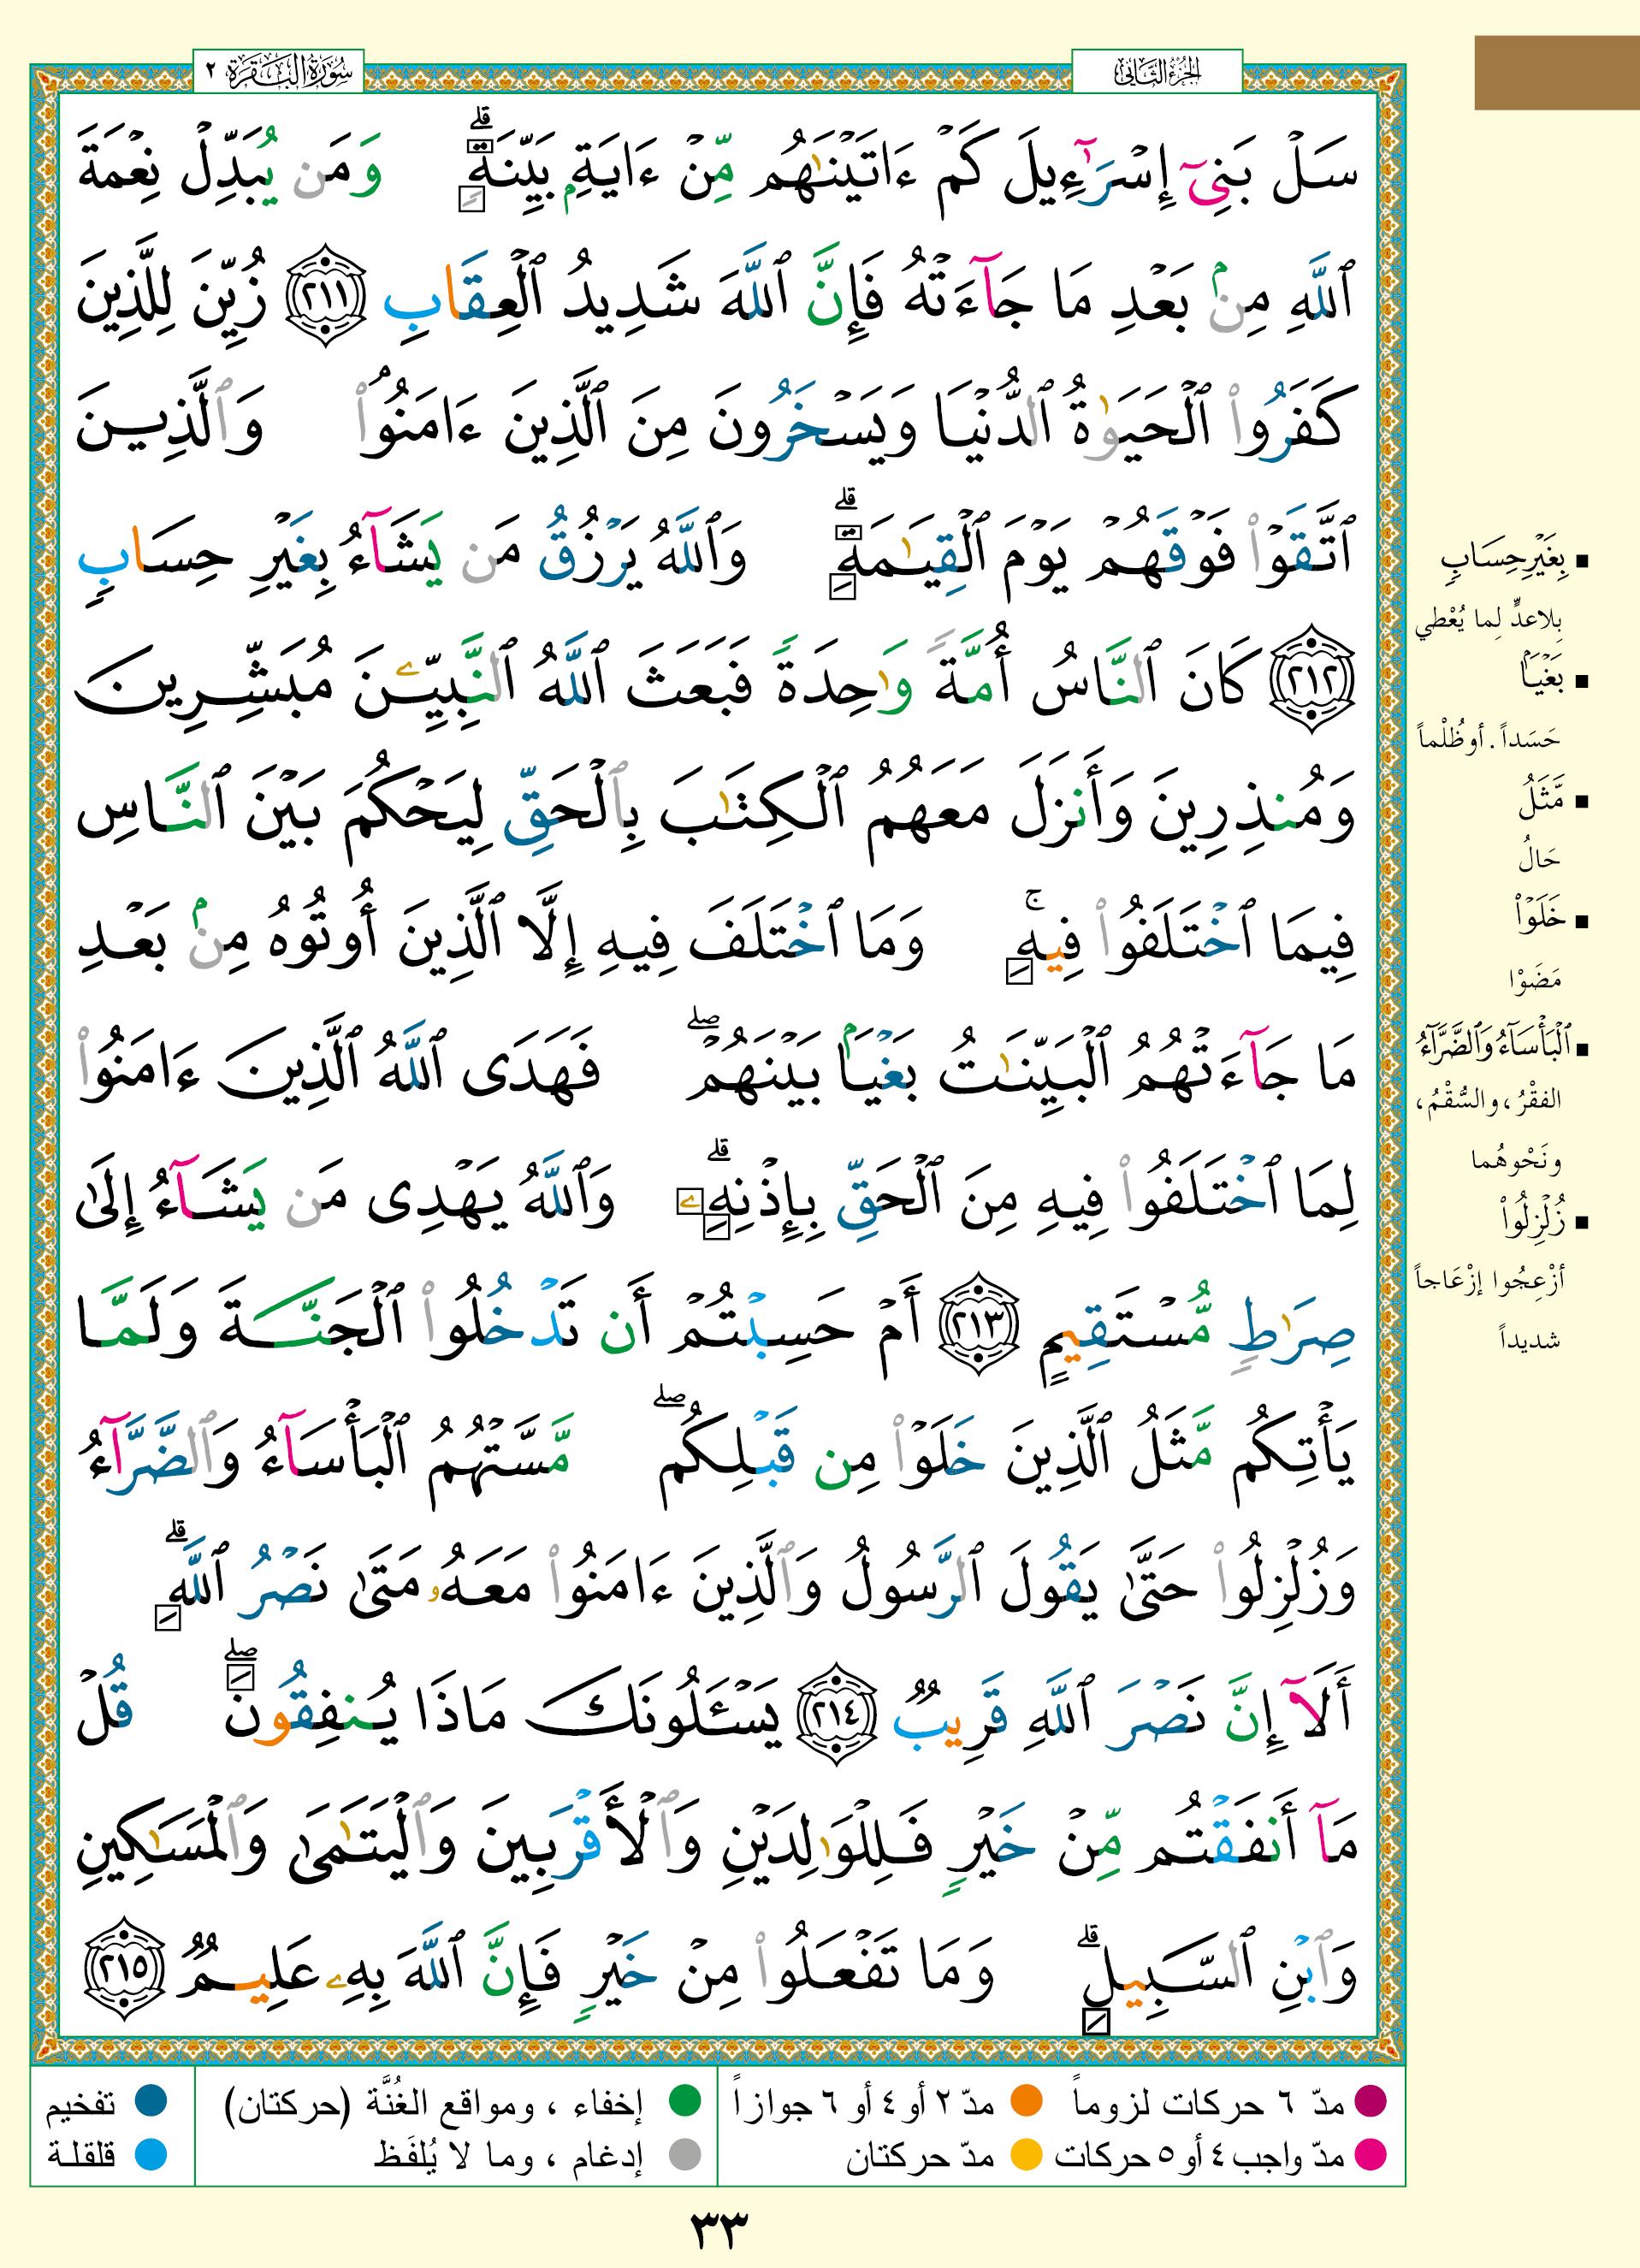 الجزء الثاني
سورة البقرة ٢
سَلۡ بَنِيٓ إِسۡرَٰٓءِيلَ كَمۡ ءَاتَيۡنَٰهُم مِّنۡ ءَايَةِۭ بَيِّنَةٖۗ وَمَن يُبَدِّلۡ نِعۡمَةَ
ٱللَّهِ مِنۢ بَعۡدِ مَا جَآءَتۡهُ فَإِنَّ ٱللَّهَ شَدِيدُ ٱلۡعِقَابِ ٢١١ زُيِّنَ لِلَّذِينَ
كَفَرُواْ ٱلۡحَيَوٰةُ ٱلدُّنۡيَا وَيَسۡخَرُونَ مِنَ ٱلَّذِينَ ءَامَنُواْۘ وَٱلَّذِينَ
ٱتَّقَوۡاْ فَوۡقَهُمۡ يَوۡمَ ٱلۡقِيَٰمَةِۗ وَٱللَّهُ يَرۡزُقُ مَن يَشَآءُ بِغَيۡرِ حِسَابٖ
٢١٢ كَانَ ٱلنَّاسُ أُمَّةٗ وَٰحِدَةٗ فَبَعَثَ ٱللَّهُ ٱلنَّبِيِّـۧنَ مُبَشِّرِينَ
وَمُنذِرِينَ وَأَنزَلَ مَعَهُمُ ٱلۡكِتَٰبَ بِٱلۡحَقِّ لِيَحۡكُمَ بَيۡنَ ٱلنَّاسِ
فِيمَا ٱخۡتَلَفُواْ فِيهِۚ وَمَا ٱخۡتَلَفَ فِيهِ إِلَّا ٱلَّذِينَ أُوتُوهُ مِنۢ بَعۡدِ
مَا جَآءَتۡهُمُ ٱلۡبَيِّنَٰتُ بَغۡيَۢا بَيۡنَهُمۡۖ فَهَدَى ٱللَّهُ ٱلَّذِينَ ءَامَنُواْ
لِمَا ٱخۡتَلَفُواْ فِيهِ مِنَ ٱلۡحَقِّ بِإِذۡنِهِۦۗ وَٱللَّهُ يَهۡدِي مَن يَشَآءُ إِلَىٰ
صِرَٰطٖ مُّسۡتَقِيمٍ ٢١٣ أَمۡ حَسِبۡتُمۡ أَن تَدۡخُلُواْ ٱلۡجَنَّةَ وَلَمَّا
يَأۡتِكُم مَّثَلُ ٱلَّذِينَ خَلَوۡاْ مِن قَبۡلِكُمۖ مَّسَّتۡهُمُ ٱلۡبَأۡسَآءُ وَٱلضَّرَّآءُ
وَزُلۡزِلُواْ حَتَّىٰ يَقُولَ ٱلرَّسُولُ وَٱلَّذِينَ ءَامَنُواْ مَعَهُۥ مَتَىٰ نَصۡرُ ٱللَّهِۗ
أَلَآ إِنَّ نَصۡرَ ٱللَّهِ قَرِيبٞ ٢١٤ يَسۡـَٔلُونَكَ مَاذَا يُنفِقُونَۖ قُلۡ
مَآ أَنفَقۡتُم مِّنۡ خَيۡرٖ فَلِلۡوَٰلِدَيۡنِ وَٱلۡأَقۡرَبِينَ وَٱلۡيَتَٰمَىٰ وَٱلۡمَسَٰكِينِ
وَٱبۡنِ ٱلسَّبِيلِۗ وَمَا تَفۡعَلُواْ مِنۡ خَيۡرٖ فَإِنَّ ٱللَّهَ بِهِۦ عَلِيمٞ ٢١٥
▪ بِغَيۡرِ حِسَابٖ
بِلا عدٍّ لِما يُعْطي
▪ بَغۡيَۢا
حَسَداً. أو ظُلْماً
▪ مَّثَلُ
حَالُ
▪ خَلَوۡاْ
مَضَوْا
▪ ٱلۡبَأۡسَآءُ وَٱلضَّرَّآءُ
الفقْرُ، والسُّقْمُ،
ونَحْوهُما
▪ زُلۡزِلُواْ
أزْعِجُوا إزْعَاجاً
شديداً
مدّ ٦ حركات لزوماً مدّ ٢ أو ٤ أو ٦ جوازاً إخفاء ، ومواقع الغُنَّة (حركتان) تفخيم
مدّ واجب ٤ أو ٥ حركات مدّ حركتان إدغام ، وما لا يُلفَظ قلقلة
٣٣